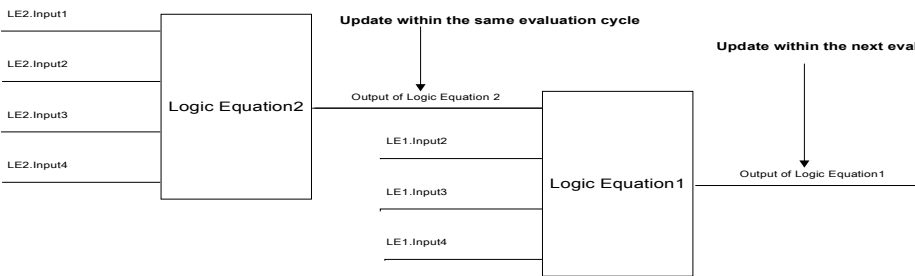 LE2.Input1
Update within the same evaluation cycle
Update within the next
LE2.Input2
Output of Logic Equation 2
Logic Equation2
LE2.Input3
LE1.Input2
LE2.Input4
Output of Logic Equation1
Logic Equation1
LE1.Input3
LE1.Input4